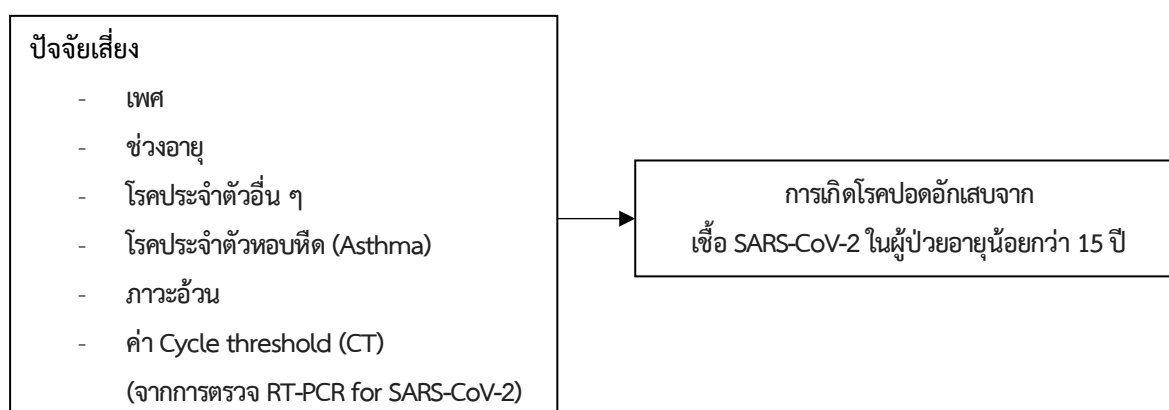 ปัจจัยเสี่ยง
- เพศ
- ช่วงอายุ
- โรคประจำตัวอื่น ๆ
- โรคประจำตัวหอบหืด (Asthma)
- ภาวะอ้วน
- ค่า Cycle threshold (CT)
(จากการตรวจ RT-PCR for SARS-CoV-2)
การเกิดโรคปอดอักเสบจาก
เชื้อ SARS-CoV-2 ในผู้ป่วยอายุน้อยกว่า 15 ปี